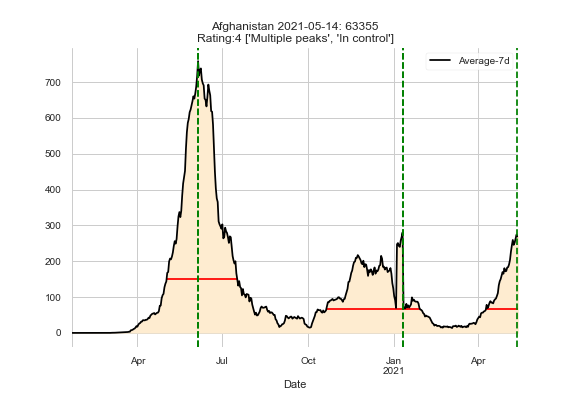 Afghanistan 2021-05-14: 63355
Rating:4 ['Multiple peaks', 'In control']
Average-7d
700
600
500
400
300
200
100
0
Apr
Jul
Oct
Jan
2021
Apr
Date